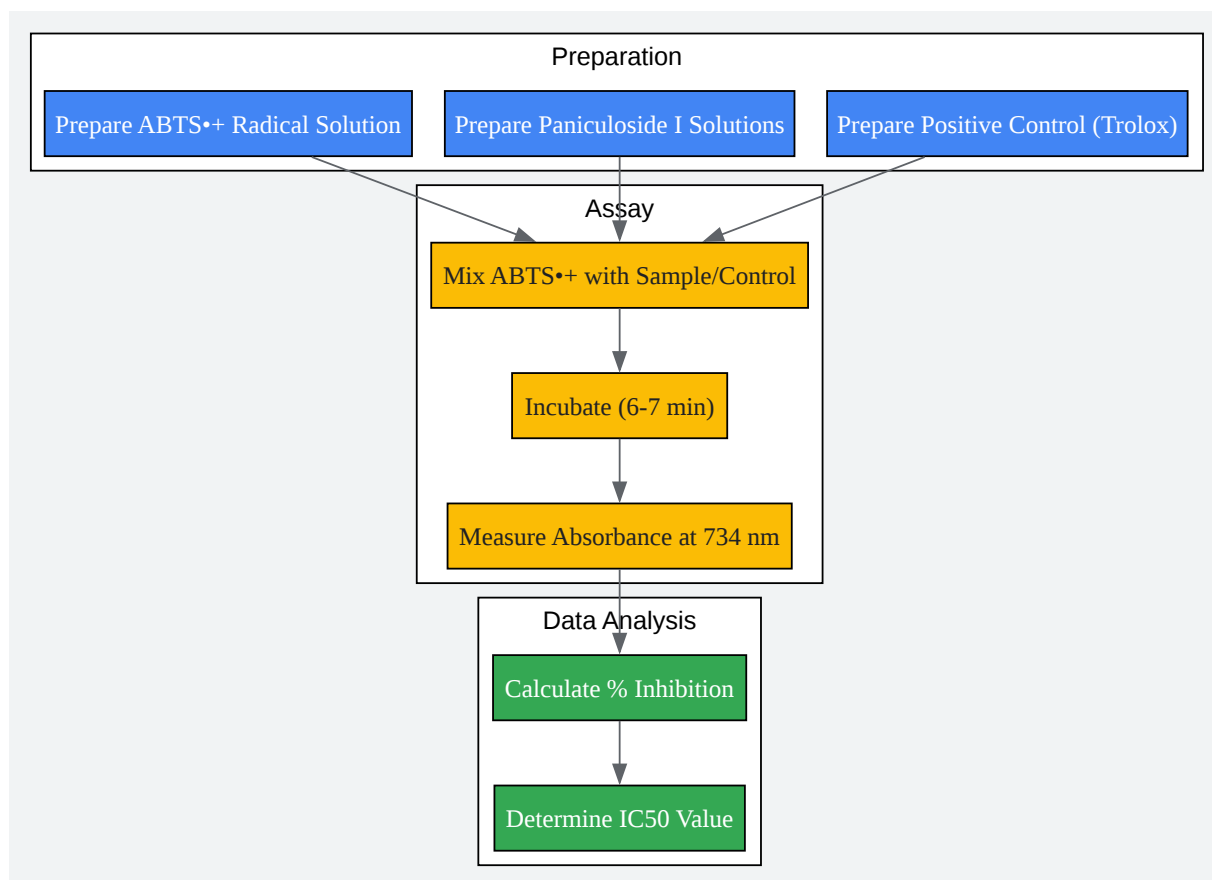 Preparation
Prepare ABTS•+ Radical Solution
Prepare Paniculoside I Solutions
Prepare Positive Control (Trolox)
Assay
Mix ABTS•+ with Sample/Control
Incubate (6-7 min)
Measure Absorbance at 734 nm
Data Analysis
Calculate % Inhibition
Determine IC50 Value